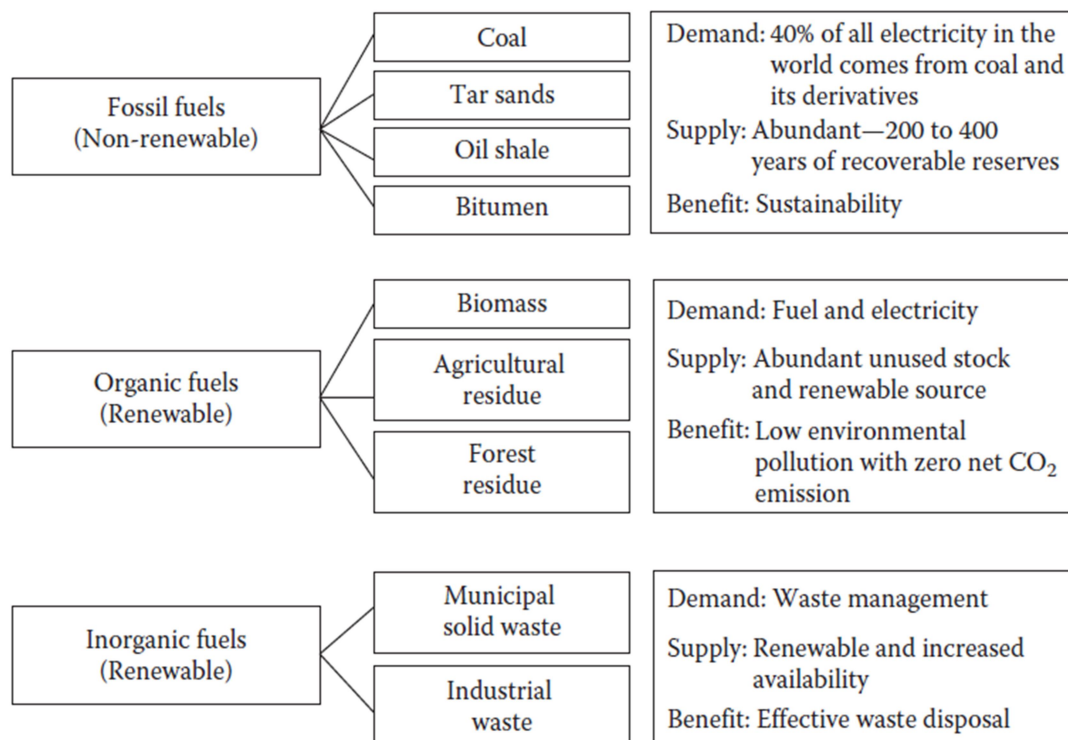 Fossil fuels
(Non-renewable)
Coal
Tar sands
Oil shale
Bitumen
Demand: 40% of all electricity in the
world comes from coal and
its derivatives
Supply: Abundant—200 to 400
years of recoverable reserves
Benefit: Sustainability
Organic fuels
(Renewable)
Biomass
Agricultural
residue
Forest
residue
Demand: Fuel and electricity
Supply: Abundant unused stock
and renewable source
Benefit: Low environmental
pollution with zero net CO₂
emission
Inorganic fuels
(Renewable)
Municipal
solid waste
Industrial
waste
Demand: Waste management
Supply: Renewable and increased
availability
Benefit: Effective waste disposal